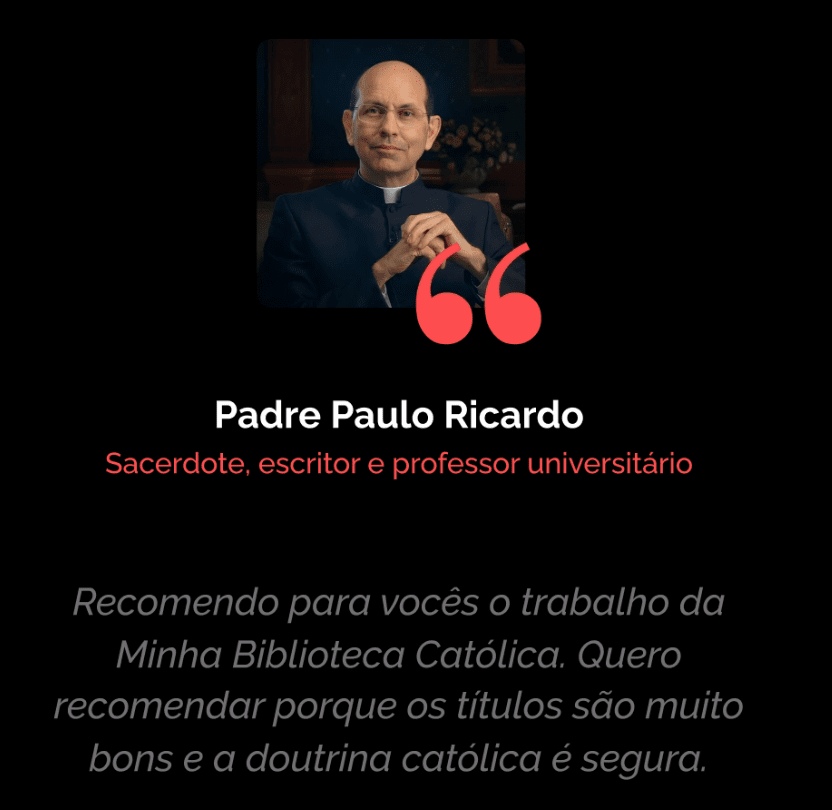 Padre Paulo Ricardo
Sacerdote, escritor e professor universitário
Recomendo para vocês o trabalho da
Minha Biblioteca Católica. Quero
recomendar porque os títulos são muito
bons e a doutrina católica é segura.